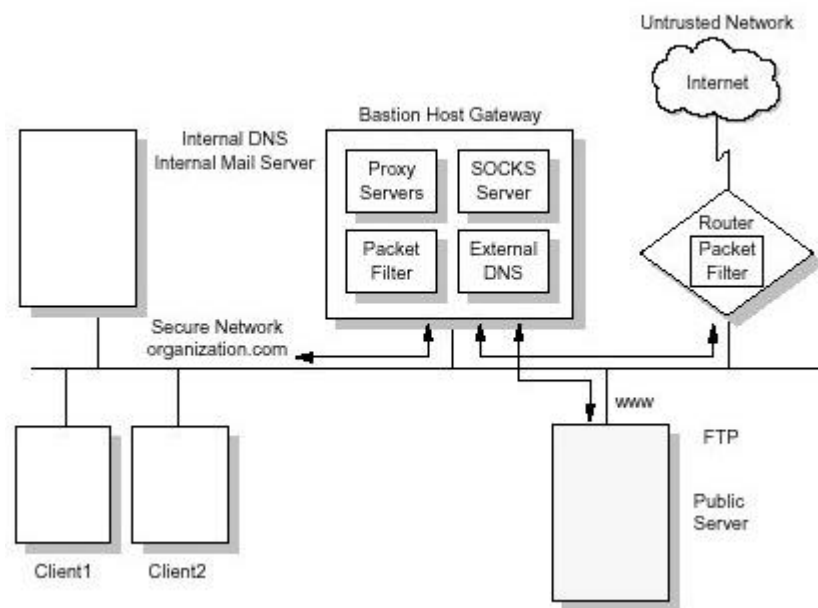 Untrusted Network
Internet
Bastion Host Gateway
Internal DNS
Internal Mail Server
Proxy
Servers
SOCKS
Server
Packet
Filter
External
DNS
Router
Packet
Filter
Secure Network
organization.com
www
FTP
Public
Server
Client1
Client2